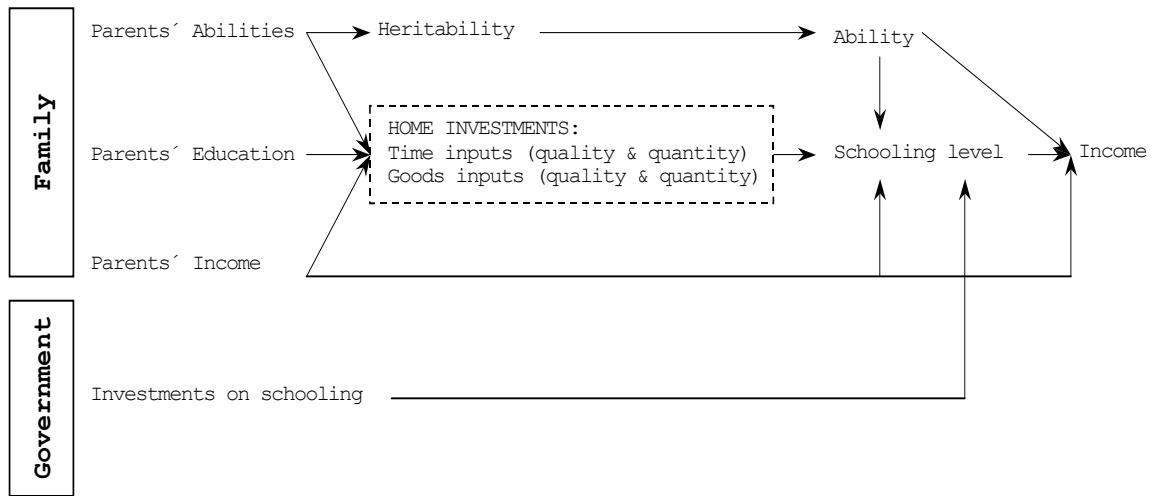 Family
Parents´ Abilities
Heritability
Ability
HOME INVESTMENTS:
Time inputs (quality & quantity)
Goods inputs (quality & quantity)
Parents´ Education
Schooling level
Income
Parents´ Income
Government
Investments on schooling